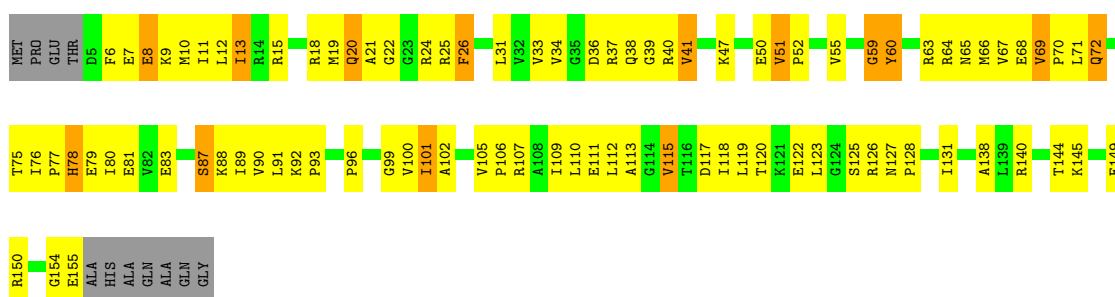 MET PRO GLU THR D5 F6 E7 E8 K9 M10 I11 L12 I13 R14 R15 R18 M19 Q20 A21 G22 G23 R24 R25 F26 L31 V32 V33 V34 G35 D36 R37 Q38 G39 R40 V41 K47 E50 V51 P52 V55 G59 Y60 R63 R64 N65 M66 V67 E68 V69 P70 L71 Q72
T75 I76 P77 H78 E79 I80 E81 V82 E83 S87 K88 I89 V90 L91 K92 P93 P96 G99 V100 I101 A102 V105 P106 R107 A108 I109 L110 E111 L112 A113 G114 V115 T116 D117 I118 L119 T120 K121 E122 L123 G124 S125 R126 N127 P128 I131 A138 L139 R140 T144 K145
R150 G154 E155 ALA HIS ALA GLN ALA GLN GLY